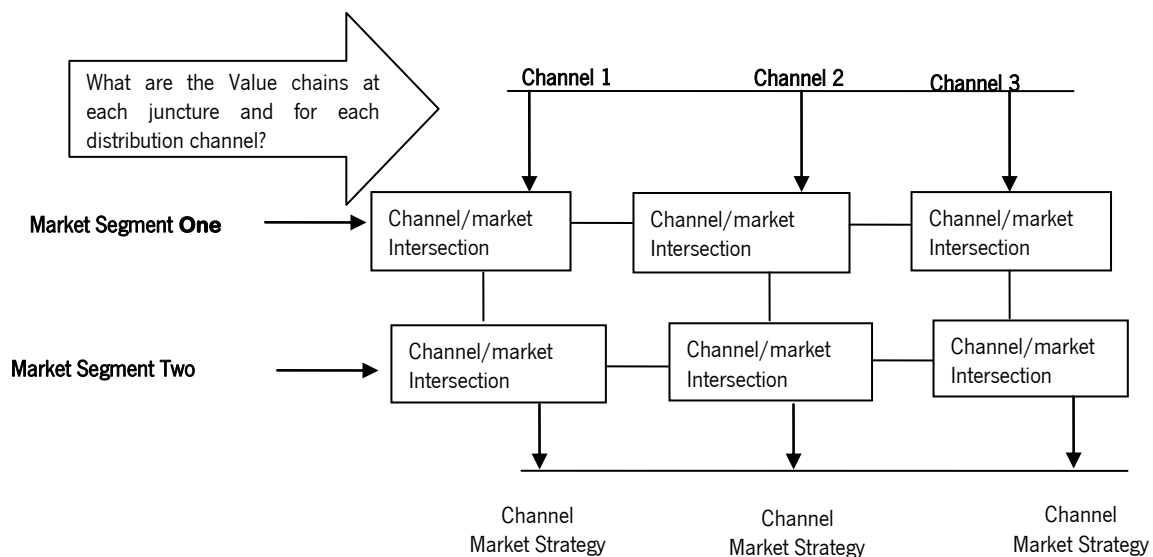 What are the Value chains at
each juncture and for each
distribution channel?
Channel 1
Channel 2
Channel 3
Market Segment One
Channel/market
Intersection
Channel/market
Intersection
Channel/market
Intersection
Market Segment Two
Channel/market
Intersection
Channel/market
Intersection
Channel/market
Intersection
Channel
Market Strategy
Channel
Market Strategy
Channel
Market Strategy